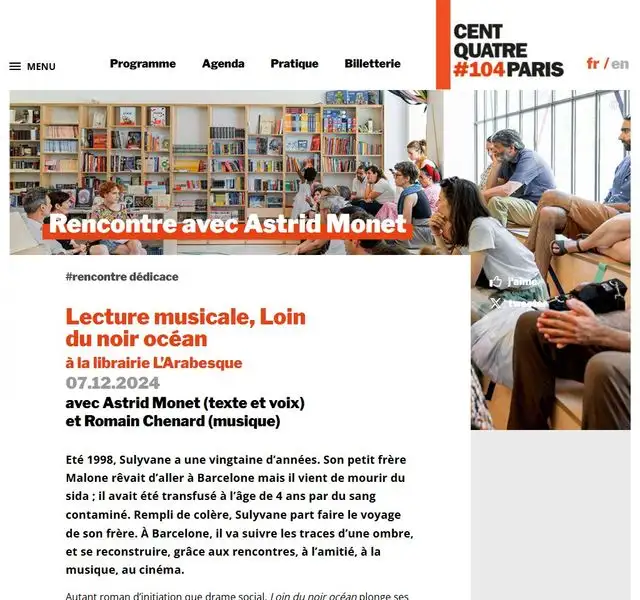 CENT
QUATRE
#104PARIS
MENU
Programme
Agenda
Pratique
Billetterie
fr / en
Rencontre avec Astrid Monet
#rencontre dédicace
j'aime
tweeter
Lecture musicale, Loin
du noir océan
à la librairie L'Arabesque
07.12.2024
avec Astrid Monet (texte et voix)
et Romain Chenard (musique)
Eté 1998, Sulyvane a une vingtaine d'années. Son petit frère
Malone rêvait d'aller à Barcelone mais il vient de mourir du
sida ; il avait été transfusé à l'âge de 4 ans par du sang
contaminé. Rempli de colère, Sulyvane part faire le voyage
de son frère. À Barcelone, il va suivre les traces d'une ombre,
et se reconstruire, grâce aux rencontres, à l'amitié, à la
musique, au cinéma.
Autant roman d'initiation que drame social, Loin du noir océan plonge ses